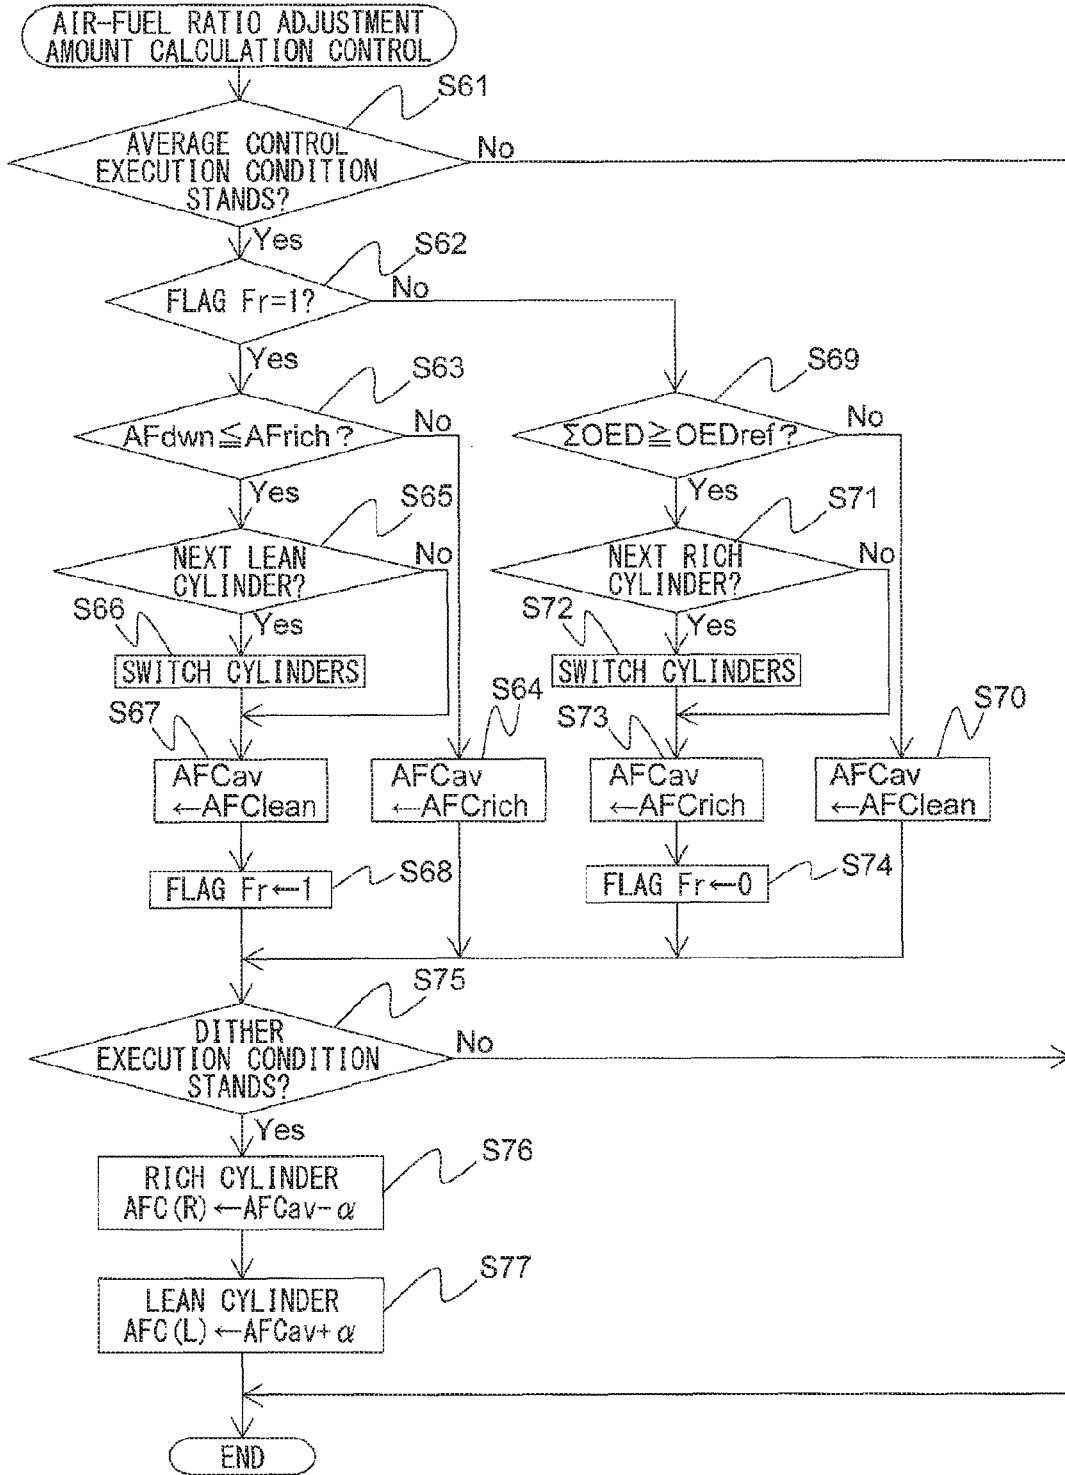 AIR-FUEL RATIO ADJUSTMENT
AMOUNT CALCULATION CONTROL
S61
AVERAGE CONTROL
EXECUTION CONDITION
STANDS?
No
Yes
S62
FLAG Fr=1?
No
Yes
S63
AFdwn≦AFrich?
No
Yes
S69
ΣOED≧OEDref?
No
Yes
S65
NEXT LEAN
CYLINDER?
No
Yes
S71
NEXT RICH
CYLINDER?
No
Yes
S66
SWITCH CYLINDERS
S72
SWITCH CYLINDERS
S67
AFCav
←AFClean
S64
AFCav
←AFCrich
S73
AFCav
←AFCrich
S70
AFCav
←AFClean
FLAG Fr←1
S68
FLAG Fr←0
S74
S75
DITHER
EXECUTION CONDITION
STANDS?
No
Yes
S76
RICH CYLINDER
AFC(R)←AFCav-α
S77
LEAN CYLINDER
AFC(L)←AFCav+α
END